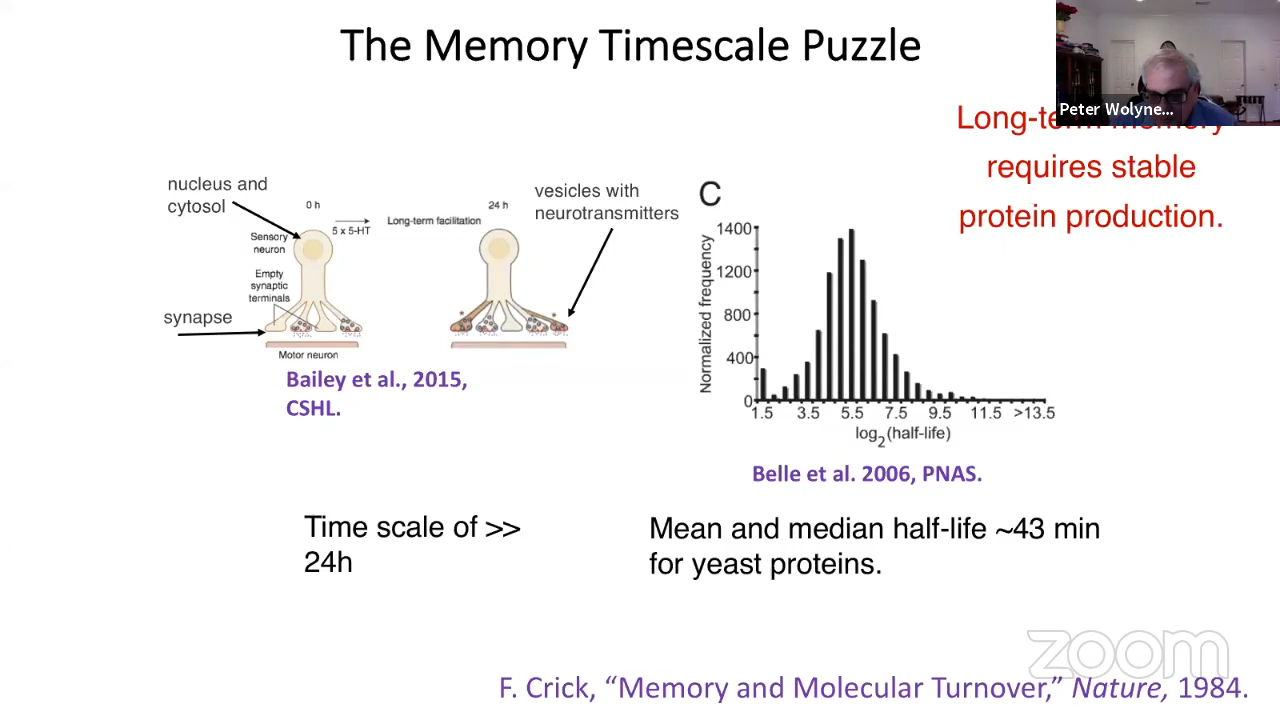 The Memory Timescale Puzzle
Peter Wolyne...
Long-term memory
requires stable
protein production.
nucleus and
cytosol
0 h
5 x 5-HT
Long-term facilitation
24 h
vesicles with
neurotransmitters
Sensory
neuron
Empty
synaptic
terminals
synapse
Motor neuron
Bailey et al., 2015,
CSHL.
C
Normalized frequency
1400
1200
800
400
0
1.5 3.5 5.5 7.5 9.5 11.5 >13.5
log2(half-life)
Belle et al. 2006, PNAS.
Time scale of >>
24h
Mean and median half-life ~43 min
for yeast proteins.
zoom
F. Crick, “Memory and Molecular Turnover,” Nature, 1984.